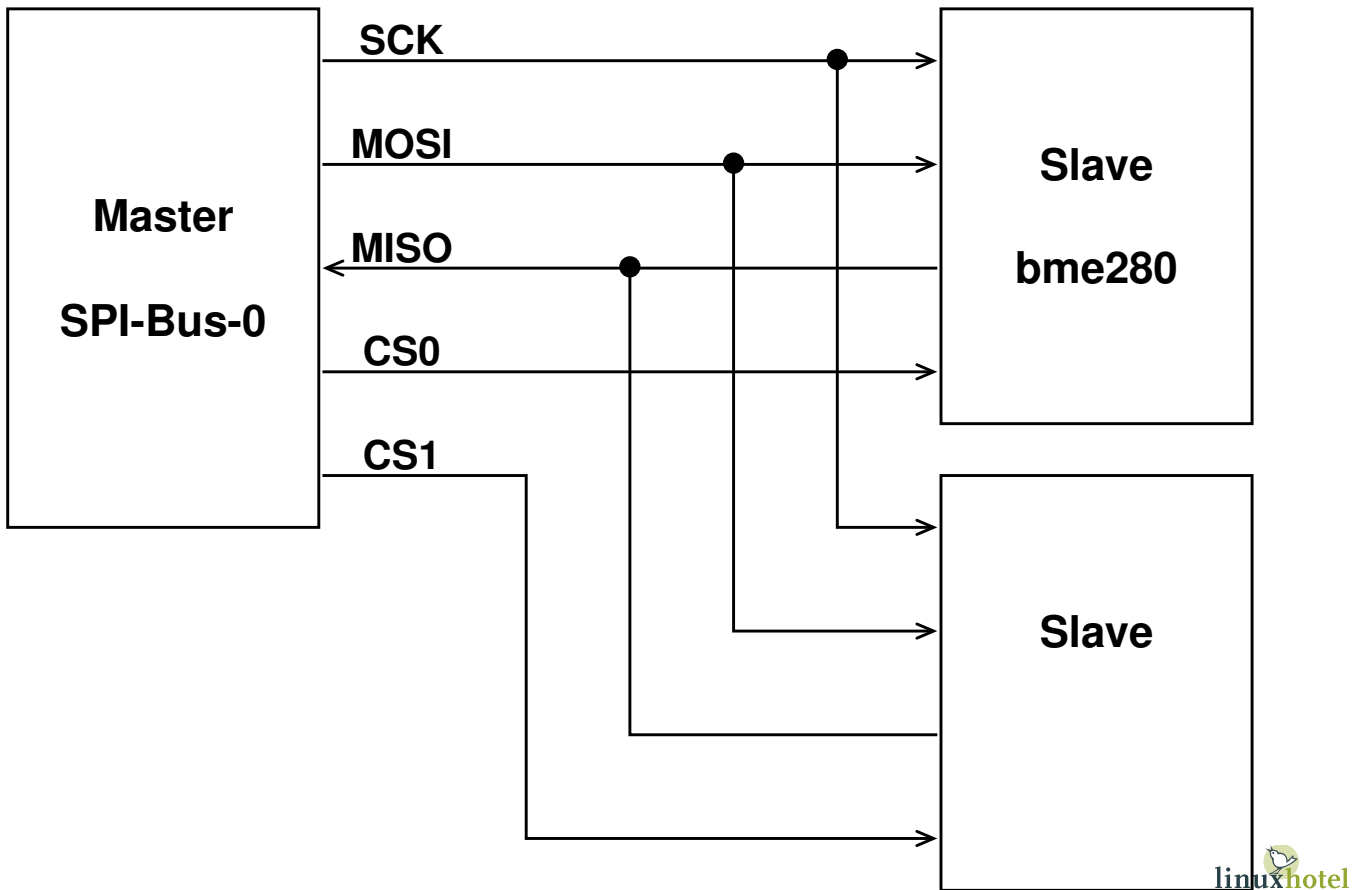 SCK
MOSI
MISO
CS0
CS1
Master
SPI-Bus-0
Slave
bme280
Slave
linuxhotel